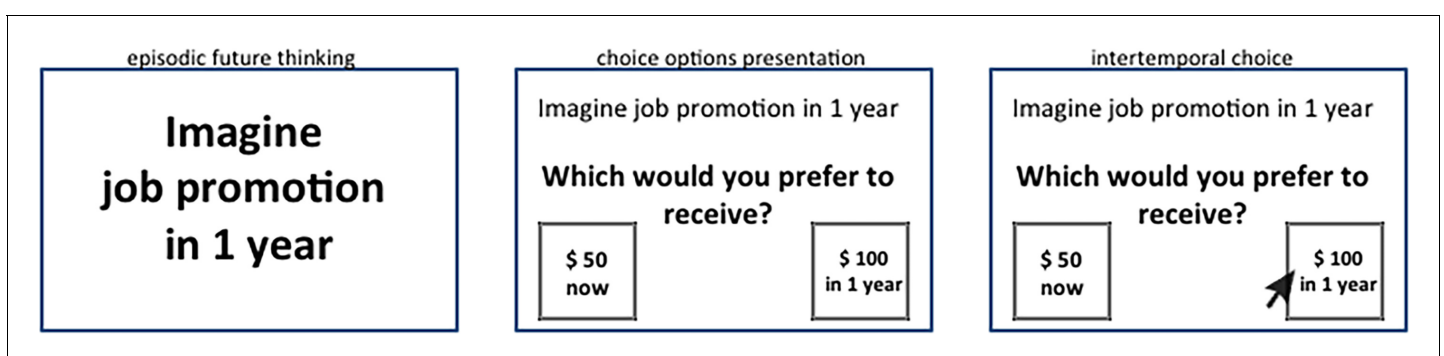 episodic future thinking
Imagine
job promotion
in 1 year
choice options presentation
Imagine job promotion in 1 year
Which would you prefer to
receive?
$ 50
now
$ 100
in 1 year
intertemporal choice
Imagine job promotion in 1 year
Which would you prefer to
receive?
$ 50
now
$ 100
in 1 year